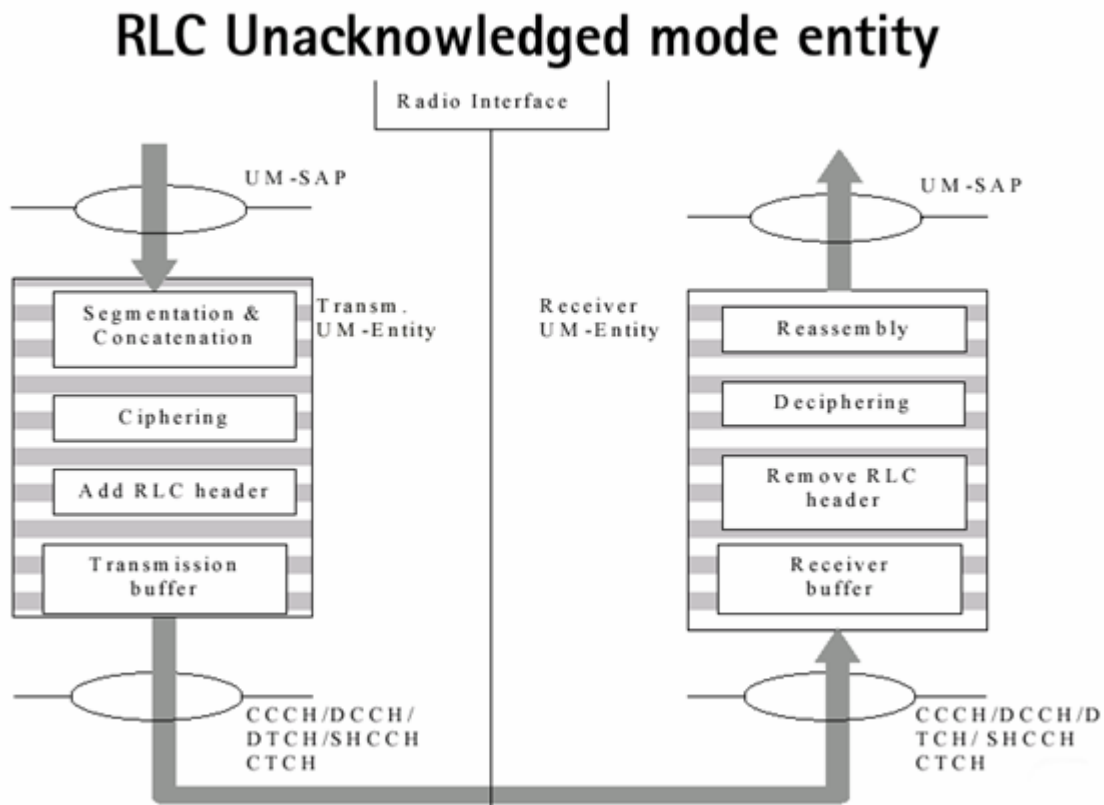 RLC Unacknowledged mode entity
Radio Interface
UM-SAP
UM-SAP
Segmentation &
Concatenation
Transm.
UM-Entity
Receiver
UM-Entity
Reassembly
Ciphering
Deciphering
Add RLC header
Remove RLC
header
Transmission
buffer
Receiver
buffer
CCCH/DCCH/
DTCH/SHCCH
CTCH
CCCH/DCCH/D
TCH/ SHCCH
CTCH